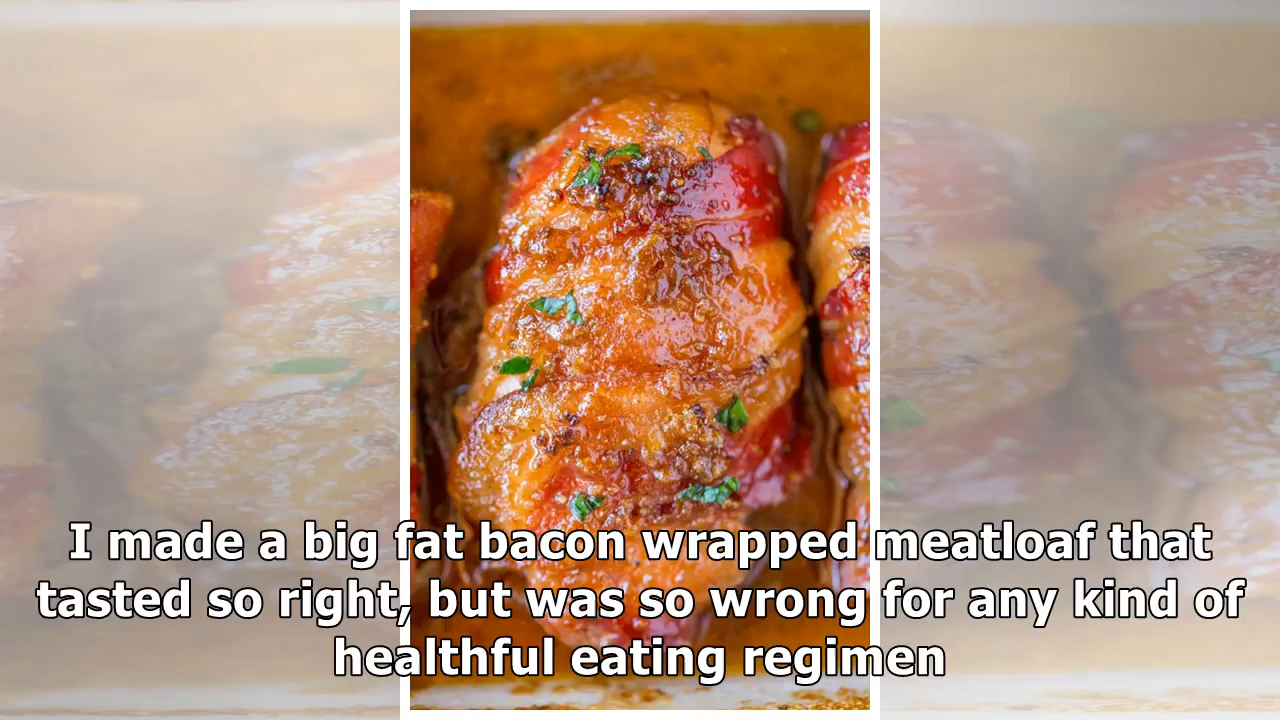 I made a big fat bacon wrapped meatloaf that
tasted so right, but was so wrong for any kind of
healthful eating regimen